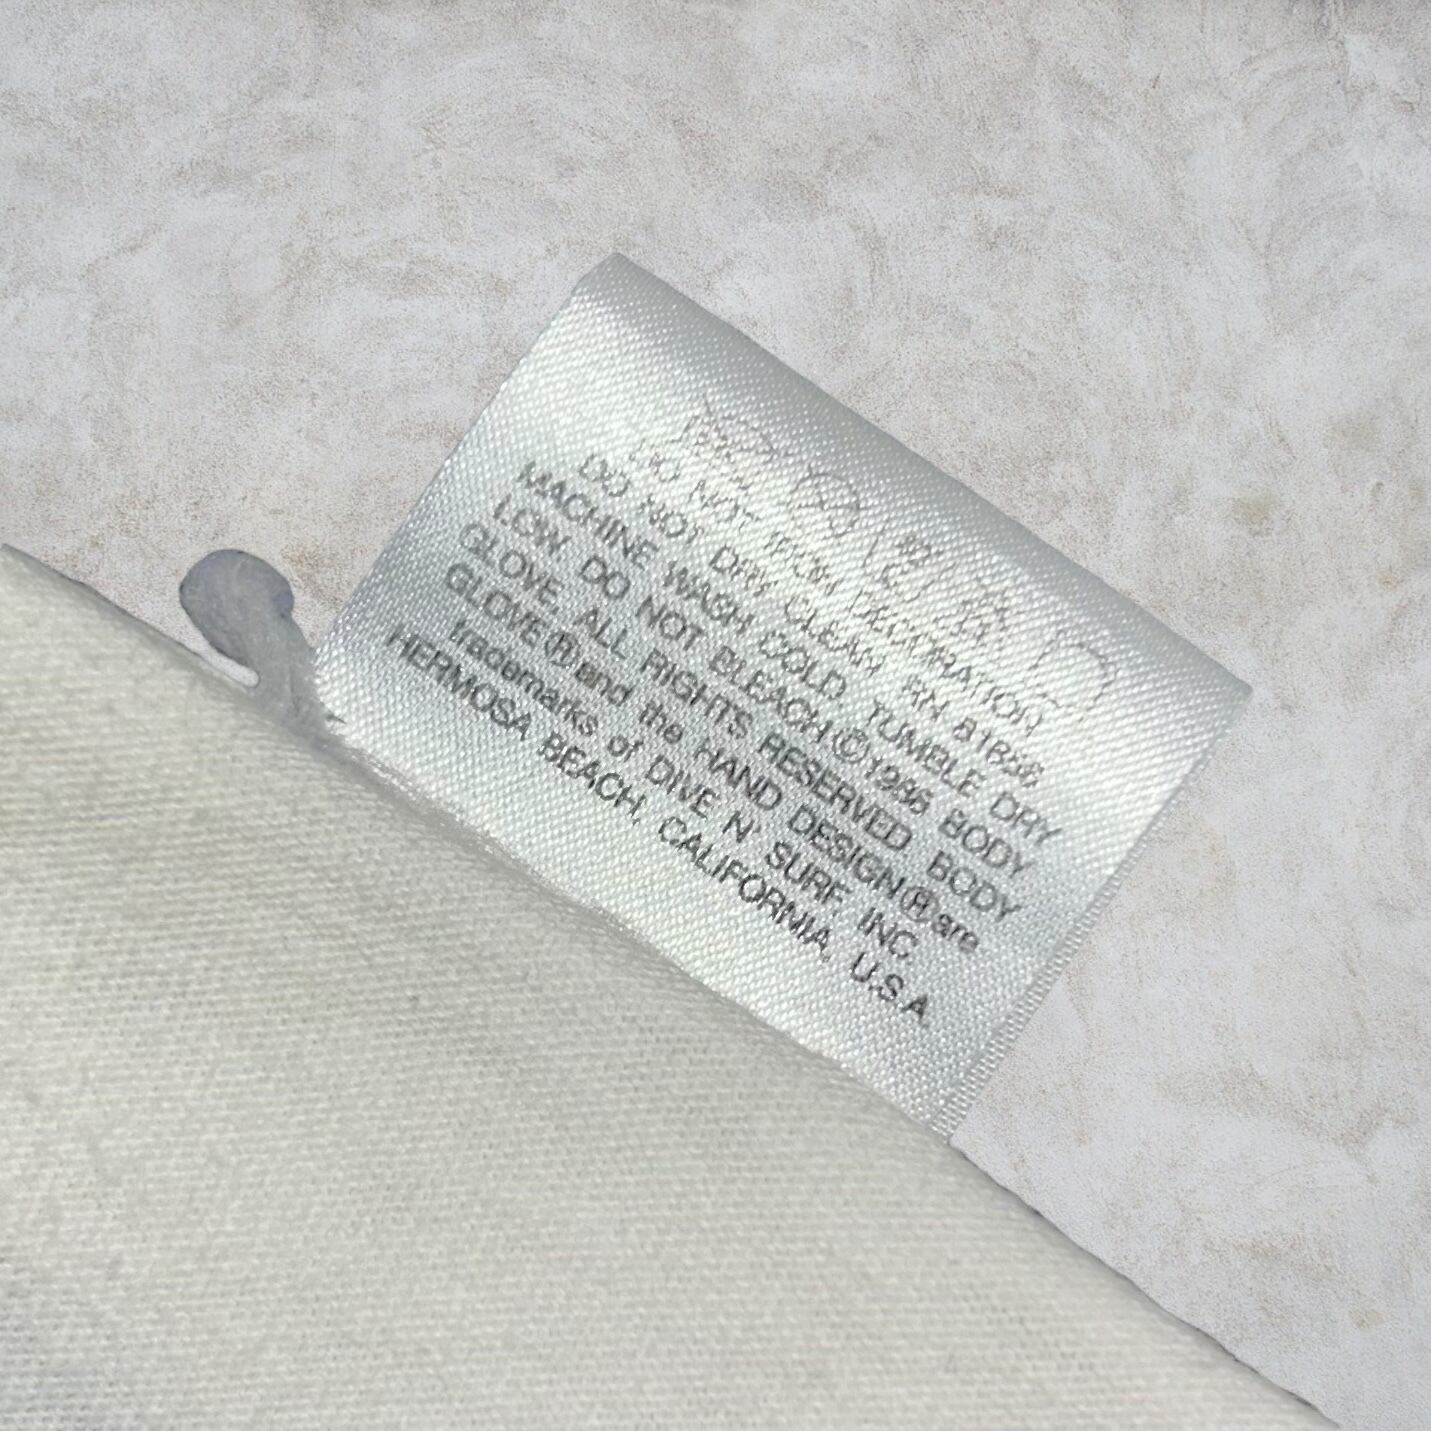 DO NOT IRON DECORATION
DO NOT DRY CLEAN RN 81856
MACHINE WASH COLD, TUMBLE DRY
LOW. DO NOT BLEACH © 1986 BODY
GLOVE. ALL RIGHTS RESERVED. BODY
GLOVE ® and the HAND DESIGN ® are
trademarks of DIVE N' SURF, INC.
HERMOSA BEACH, CALIFORNIA, U.S.A.